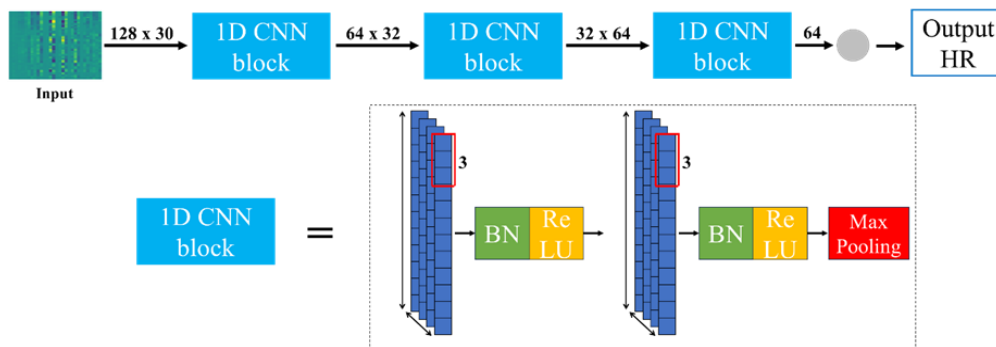 128 x 30
1D CNN
block
64 x 32
1D CNN
block
32 x 64
1D CNN
block
64
Output
HR
Input
3
3
1D CNN
block
=
BN
Re
LU
BN
Re
LU
Max
Pooling